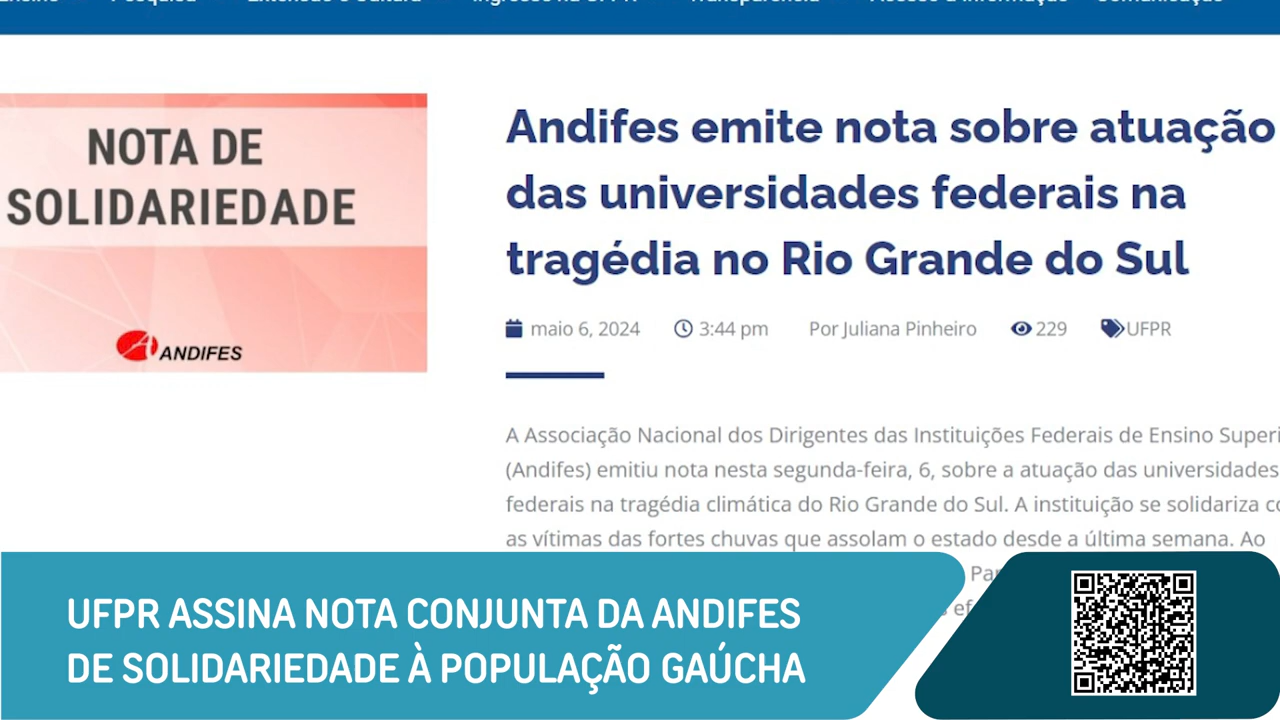 NOTA DE
SOLIDARIEDADE
ANDIFES
Andifes emite nota sobre atuação
das universidades federais na
tragédia no Rio Grande do Sul
maio 6, 2024 3:44 pm Por Juliana Pinheiro 229 UFPR
A Associação Nacional dos Dirigentes das Instituições Federais de Ensino Superi
(Andifes) emitiu nota nesta segunda-feira, 6, sobre a atuação das universidades
federais na tragédia climática do Rio Grande do Sul. A instituição se solidariza co
as vítimas das fortes chuvas que assolam o estado desde a última semana. Ao
UFPR ASSINA NOTA CONJUNTA DA ANDIFES
DE SOLIDARIEDADE À POPULAÇÃO GAÚCHA